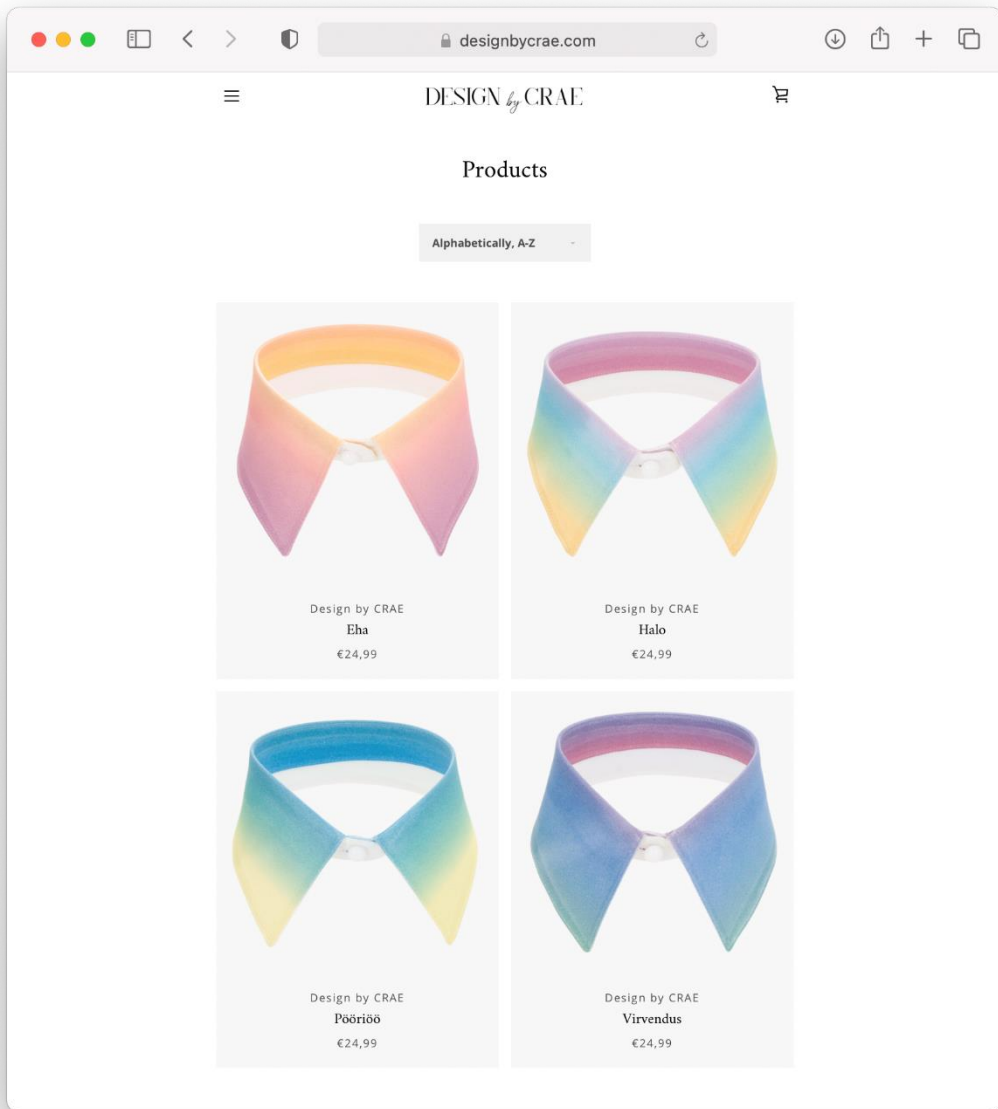 designbycrae.com
DESIGN by CRAE
Products
Alphabetically, A-Z
Design by CRAE
Eha
€24,99
Design by CRAE
Halo
€24,99
Design by CRAE
Pööriöö
€24,99
Design by CRAE
Virvendus
€24,99